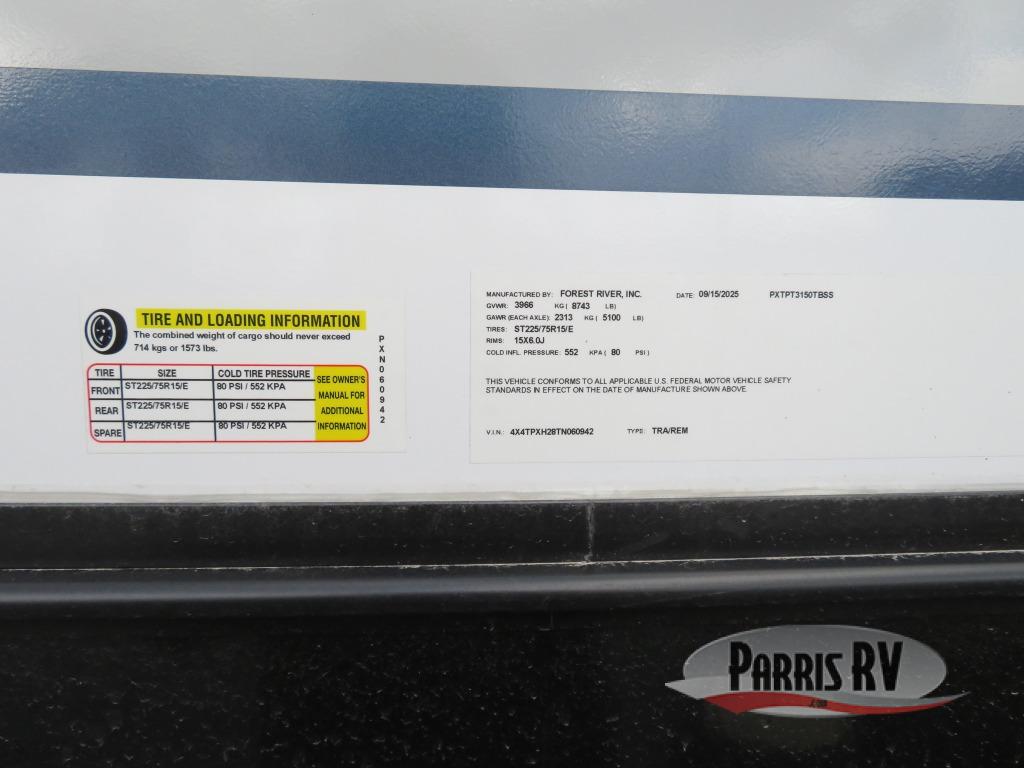 TIRE AND LOADING INFORMATION
The combined weight of cargo should never exceed
714 kgs or 1573 lbs.
TIRE SIZE COLD TIRE PRESSURE
FRONT ST225/75R15/E 80 PSI / 552 KPA
REAR ST225/75R15/E 80 PSI / 552 KPA
SPARE ST225/75R15/E 80 PSI / 552 KPA
SEE OWNER'S
MANUAL FOR
ADDITIONAL
INFORMATION
PXN060942
MANUFACTURED BY: FOREST RIVER, INC. DATE: 09/15/2025 PXTPT3150TBSS
GVWR: 3966 KG ( 8743 LB)
GAWR (EACH AXLE): 2313 KG ( 5100 LB)
TIRES: ST225/75R15/E
RIMS: 15X6.0J
COLD INFL. PRESSURE: 552 KPA ( 80 PSI )
THIS VEHICLE CONFORMS TO ALL APPLICABLE U.S. FEDERAL MOTOR VEHICLE SAFETY
STANDARDS IN EFFECT ON THE DATE OF MANUFACTURE SHOWN ABOVE.
V.I.N.: 4X4TPXH28TN060942 TYPE: TRA/REM
PARRIS RV
.com